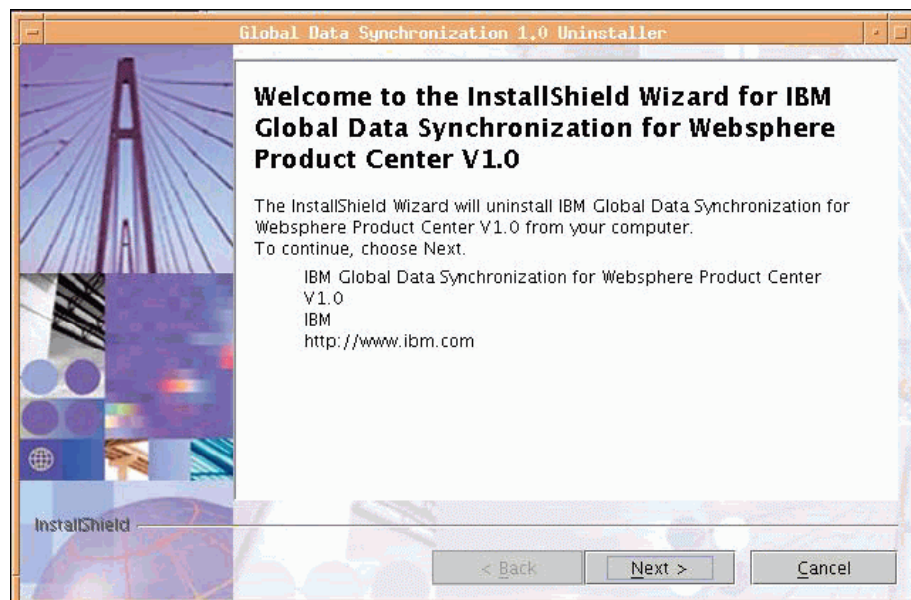 Global Data Synchronization 1.0 Uninstaller
Welcome to the InstallShield Wizard for IBM
Global Data Synchronization for Websphere
Product Center V1.0
The InstallShield Wizard will uninstall IBM Global Data Synchronization for
Websphere Product Center V1.0 from your computer.
To continue, choose Next.
IBM Global Data Synchronization for Websphere Product Center
V1.0
IBM
http://www.ibm.com
InstallShield
< Back Next > Cancel